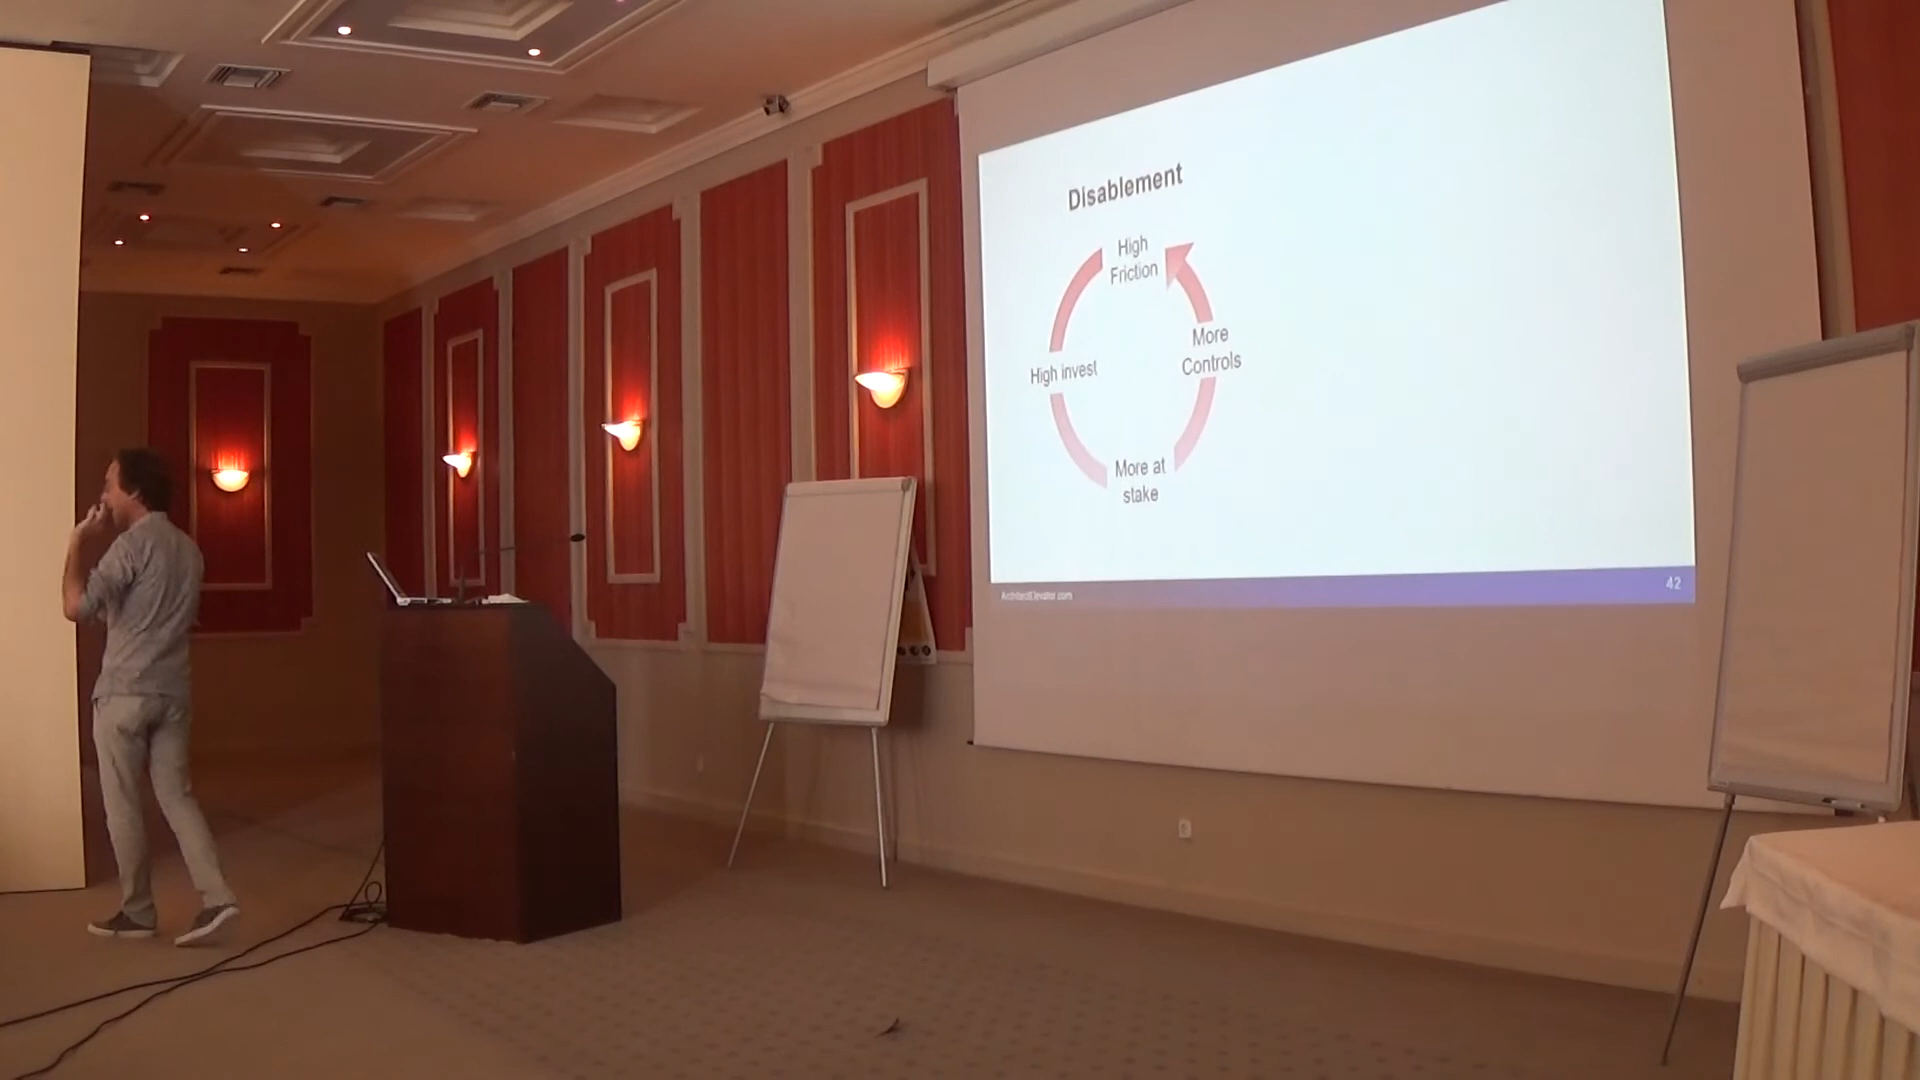 Disablement
High
Friction
More
Controls
High invest
More at
stake
ArchitectElevator.com
42